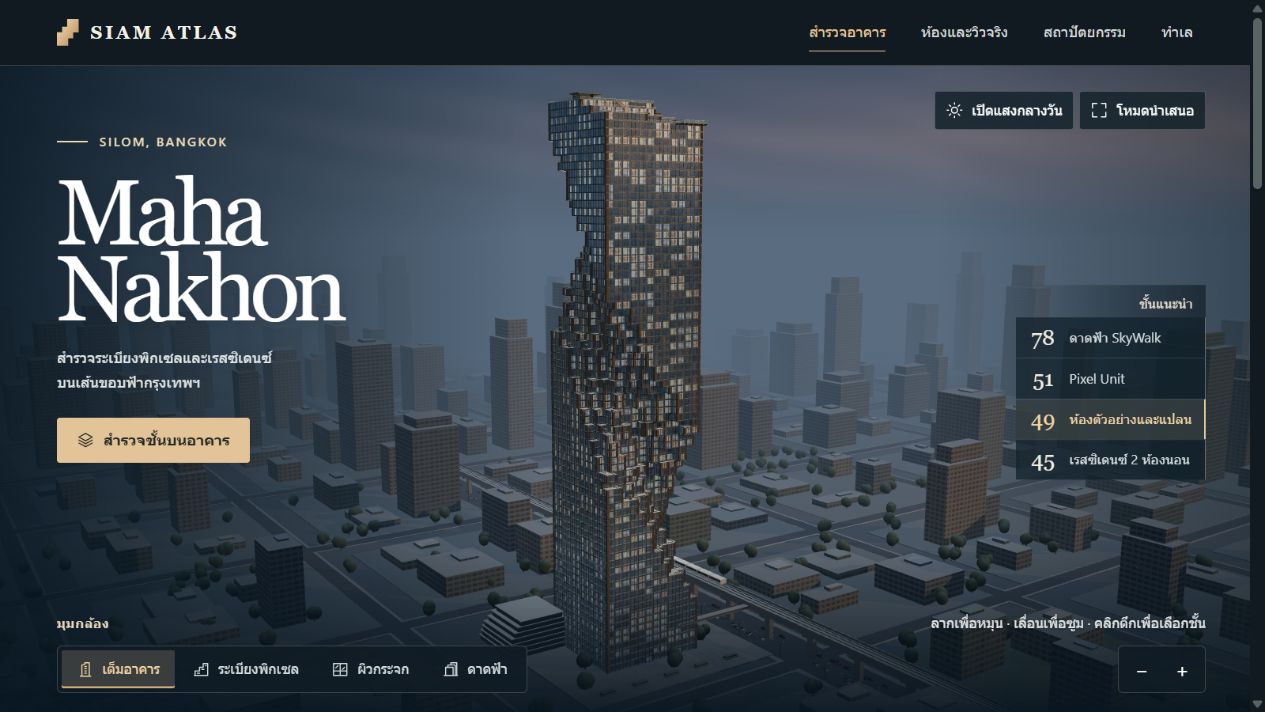 SIAM ATLAS
สำรวจอาคาร
ห้องและวิวจริง
สถาปัตยกรรม
ทำเล
เปิดแสงกลางวัน
โหมดนำเสนอ
SILOM, BANGKOK
Maha
Nakhon
สำรวจระเบียงพิกเซลและเรสซิเดนซ์
บนเส้นขอบฟ้ากรุงเทพฯ
สำรวจชั้นบนอาคาร
ชั้นแนะนำ
78 ดาดฟ้า SkyWalk
51 Pixel Unit
49 ห้องตัวอย่างและแปลน
45 เรสซิเดนซ์ 2 ห้องนอน
มุมกล้อง
เต็มอาคาร
ระเบียงพิกเซล
ผิวกระจก
ดาดฟ้า
ลากเพื่อหมุน · เลื่อนเพื่อซูม · คลิกตึกเพื่อเลือกชั้น
− +